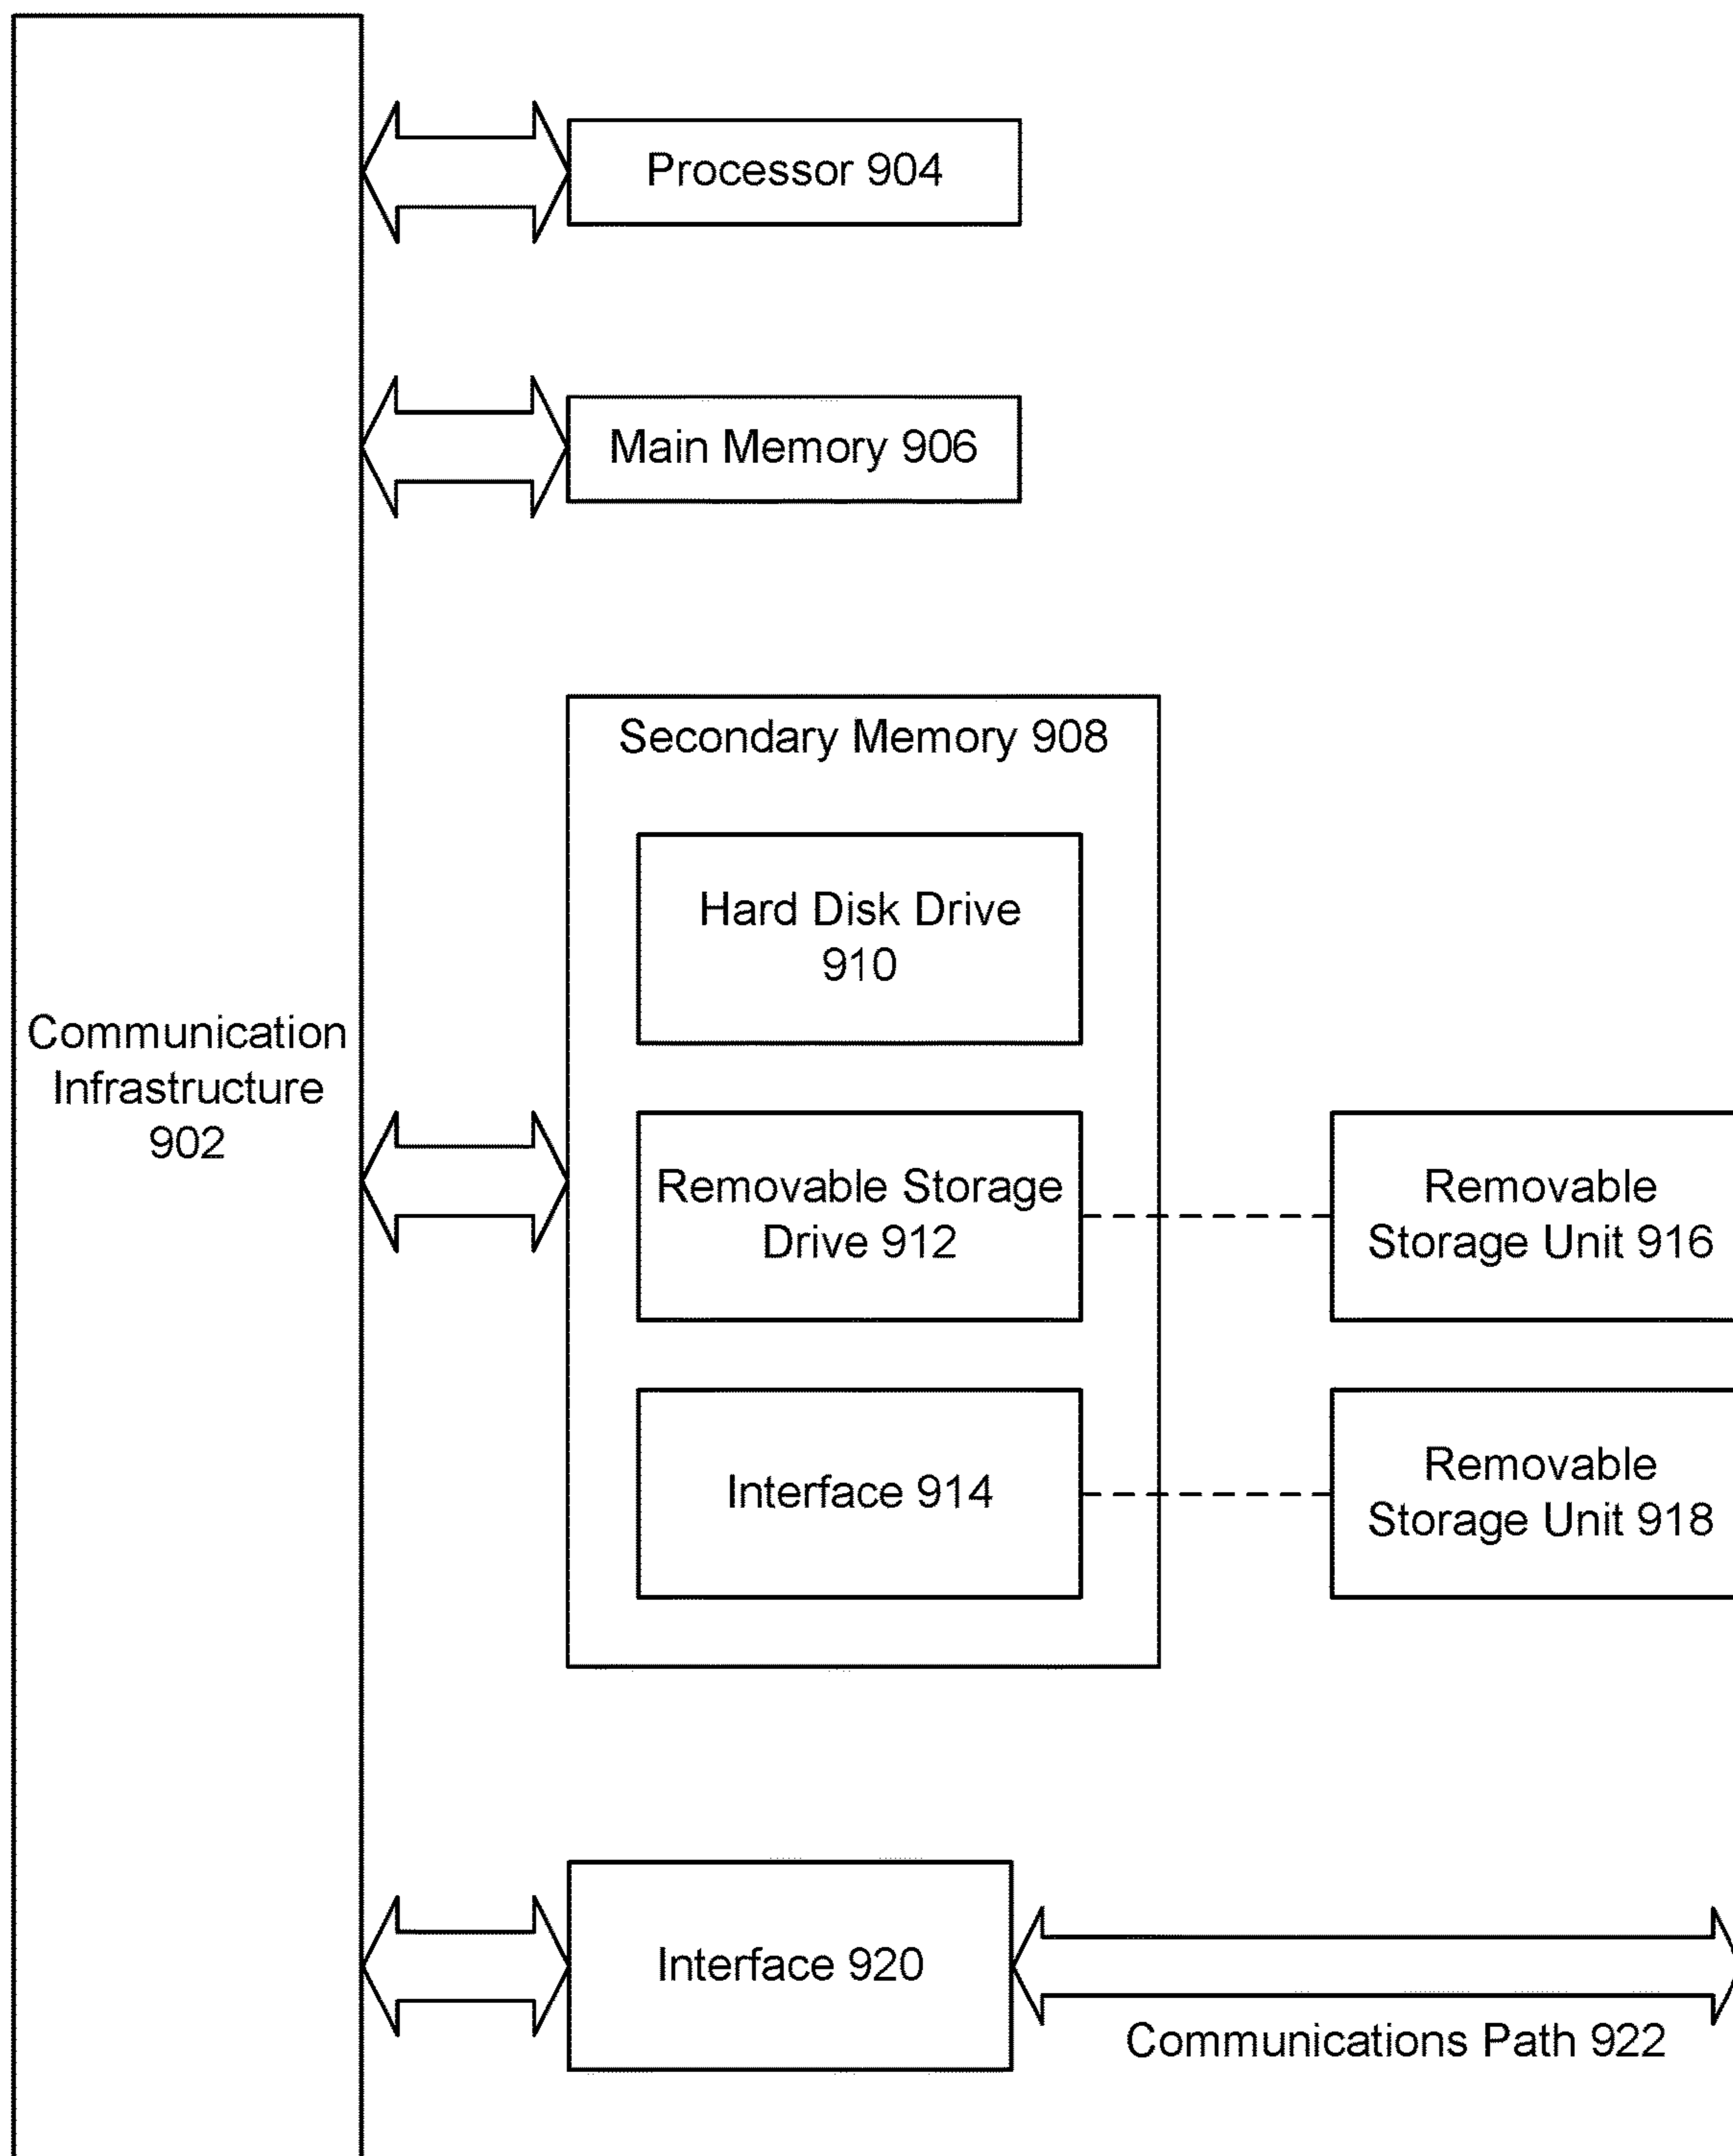 Processor 904
Main Memory 906
Secondary Memory 908
Hard Disk Drive
910
Communication
Infrastructure
902
Removable Storage
Drive 912
Removable
Storage Unit 916
Interface 914
Removable
Storage Unit 918
Interface 920
Communications Path 922